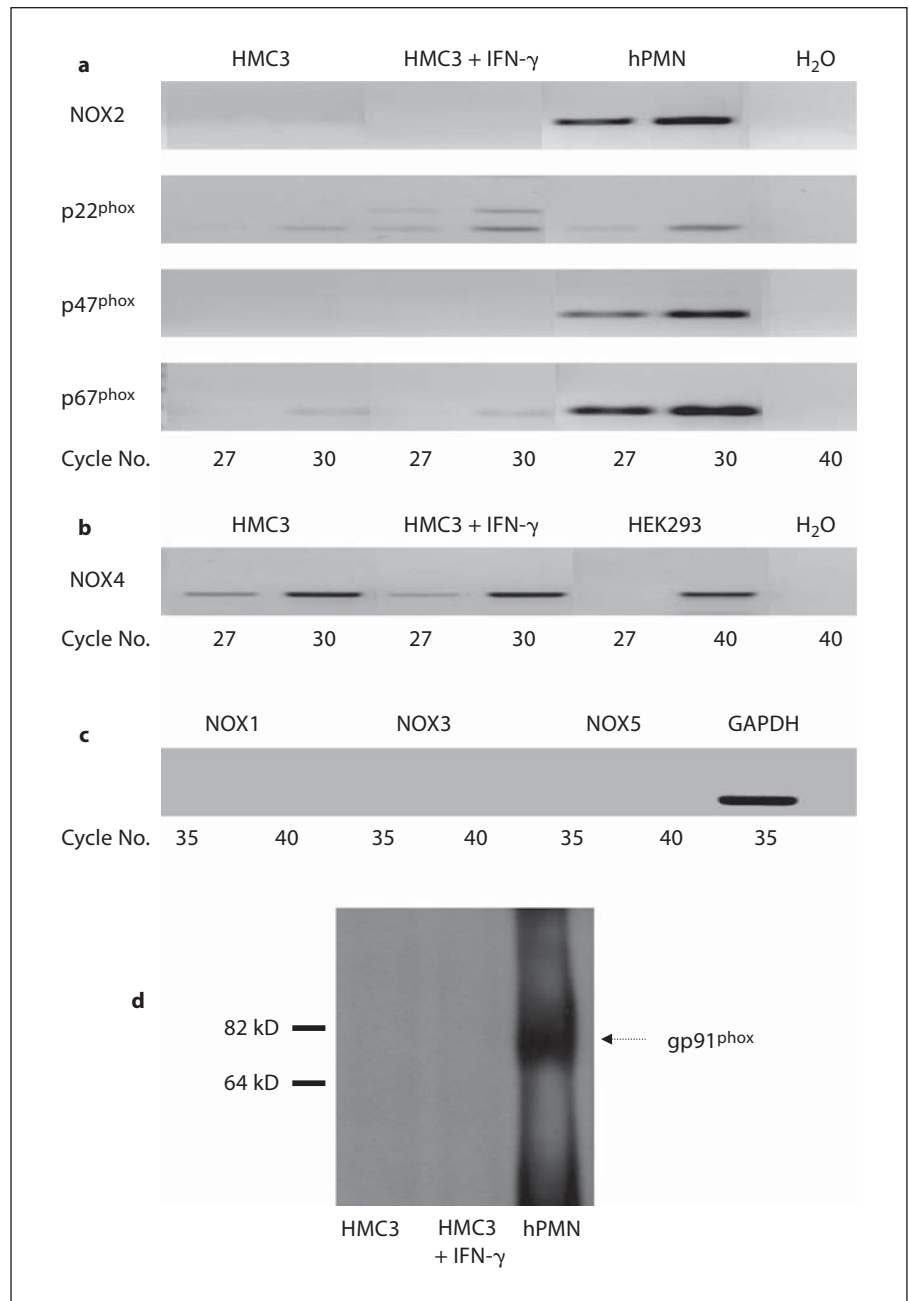 a HMC3 HMC3 + IFN-γ hPMN H₂O
NOX2
p22ᵖʰᵒˣ
p47ᵖʰᵒˣ
p67ᵖʰᵒˣ
Cycle No. 27 30 27 30 27 30 40
b HMC3 HMC3 + IFN-γ HEK293 H₂O
NOX4
Cycle No. 27 30 27 30 27 40 40
c NOX1 NOX3 NOX5 GAPDH
Cycle No. 35 40 35 40 35 40 35
d
82 kD
gp91ᵖʰᵒˣ
64 kD
HMC3 HMC3 hPMN
+ IFN-γ